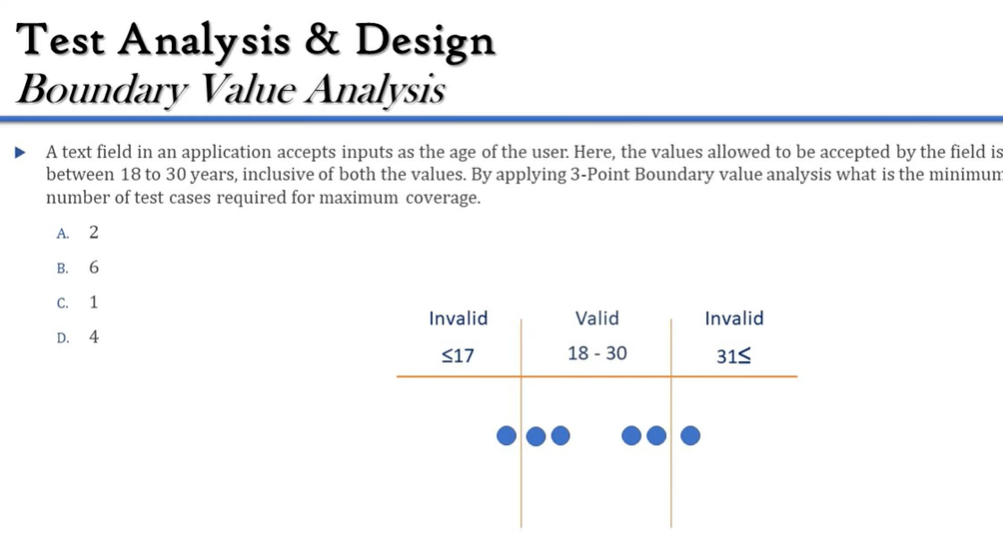 Test Analysis & Design
Boundary Value Analysis
A text field in an application accepts inputs as the age of the user. Here, the values allowed to be accepted by the field is
between 18 to 30 years, inclusive of both the values. By applying 3-Point Boundary value analysis what is the minimum
number of test cases required for maximum coverage.
A. 2
B. 6
C. 1
D. 4
Invalid Valid Invalid
≤17 18 - 30 31≤